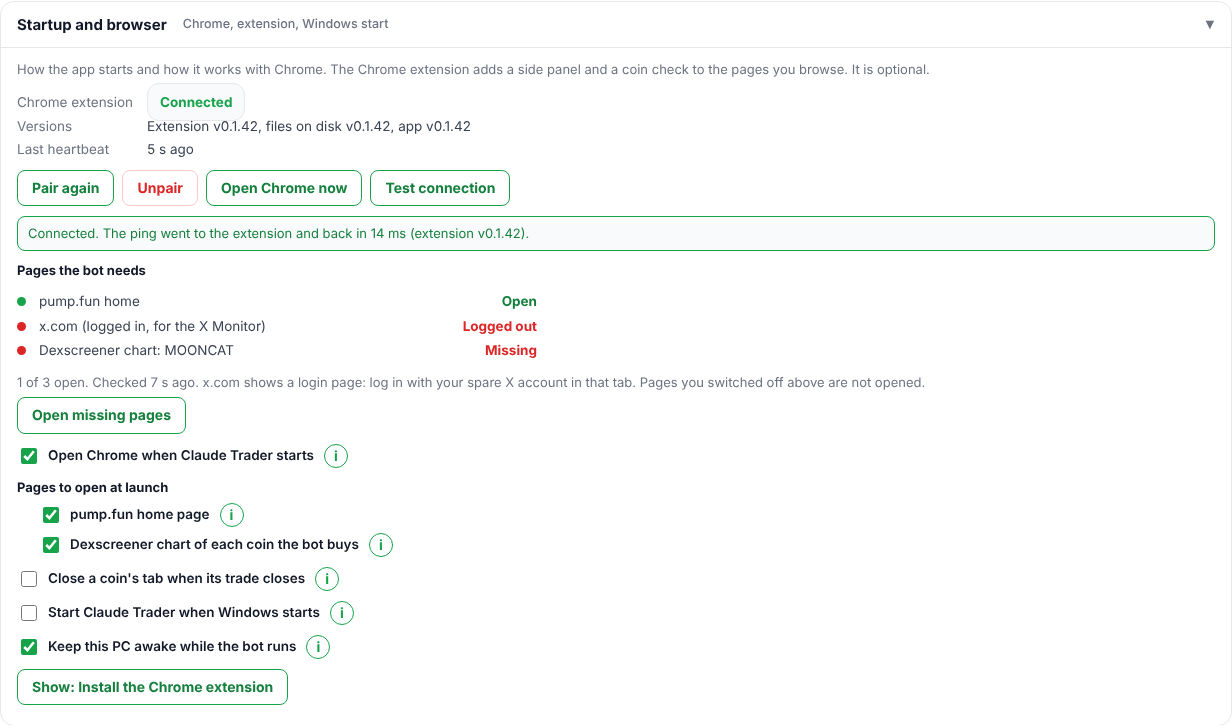 Startup and browser Chrome, extension, Windows start ▼
How the app starts and how it works with Chrome. The Chrome extension adds a side panel and a coin check to the pages you browse. It is optional.
Chrome extension Connected
Versions Extension v0.1.42, files on disk v0.1.42, app v0.1.42
Last heartbeat 5 s ago
Pair again Unpair Open Chrome now Test connection
Connected. The ping went to the extension and back in 14 ms (extension v0.1.42).
Pages the bot needs
pump.fun home Open
x.com (logged in, for the X Monitor) Logged out
Dexscreener chart: MOONCAT Missing
1 of 3 open. Checked 7 s ago. x.com shows a login page: log in with your spare X account in that tab. Pages you switched off above are not opened.
Open missing pages
Open Chrome when Claude Trader starts i
Pages to open at launch
pump.fun home page i
Dexscreener chart of each coin the bot buys i
Close a coin's tab when its trade closes i
Start Claude Trader when Windows starts i
Keep this PC awake while the bot runs i
Show: Install the Chrome extension